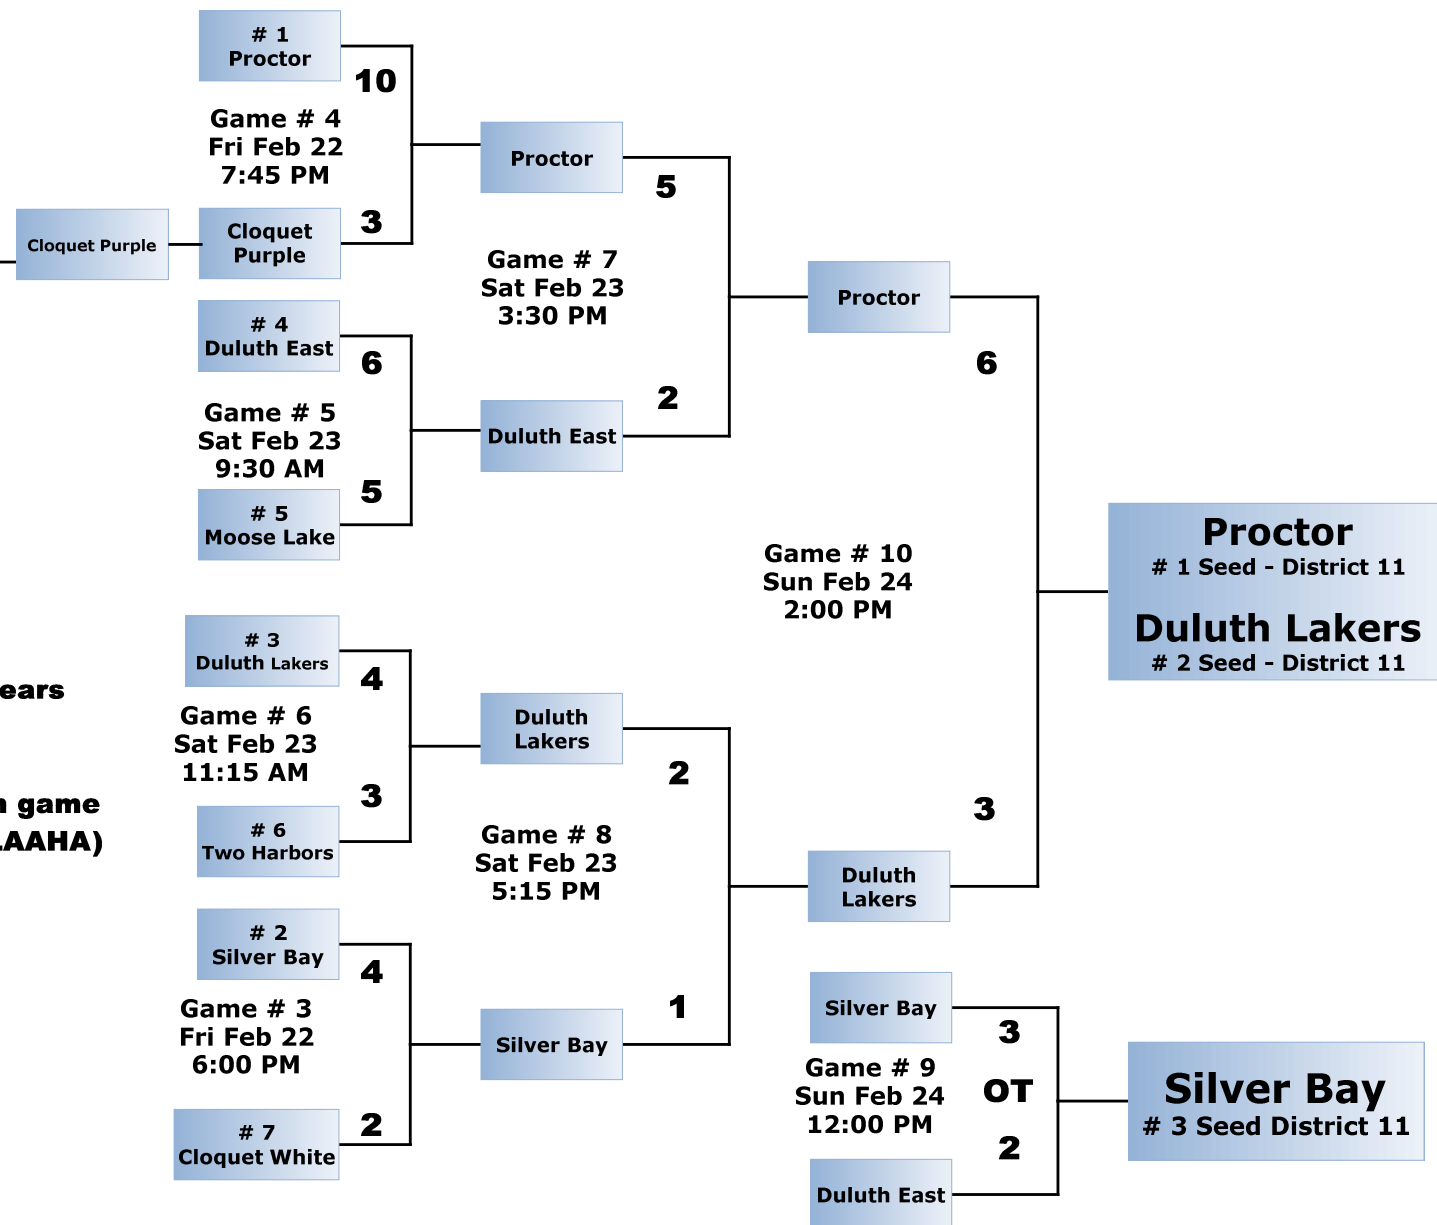 # 1
Proctor
10
Game # 4
Fri Feb 22
7:45 PM
3
Cloquet Purple
Cloquet
Purple
# 4
Duluth East
6
Game # 5
Sat Feb 23
9:30 AM
5
# 5
Moose Lake
Proctor
5
Game # 7
Sat Feb 23
3:30 PM
2
Duluth East
Proctor
6
Game # 10
Sun Feb 24
2:00 PM
3
Duluth
Lakers
Proctor
# 1 Seed - District 11
Duluth Lakers
# 2 Seed - District 11
# 3
Duluth Lakers
4
ears
Game # 6
Sat Feb 23
11:15 AM
3
game
AAHA)
# 6
Two Harbors
Duluth
Lakers
2
Game # 8
Sat Feb 23
5:15 PM
1
Silver Bay
# 2
Silver Bay
4
Game # 3
Fri Feb 22
6:00 PM
2
# 7
Cloquet White
Silver Bay
3
Game # 9
Sun Feb 24
12:00 PM
OT
2
Duluth East
Silver Bay
# 3 Seed District 11